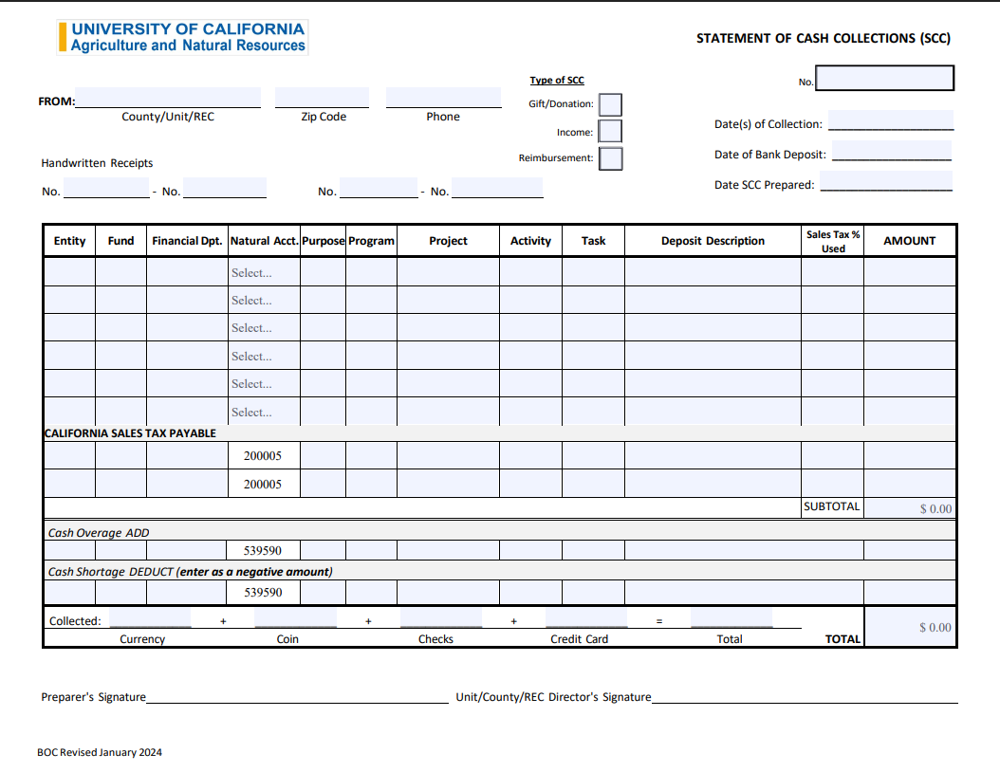 UNIVERSITY OF CALIFORNIA
Agriculture and Natural Resources
STATEMENT OF CASH COLLECTIONS (SCC)
Type of SCC
No.
FROM:
Gift/Donation:
County/Unit/REC Zip Code Phone
Date(s) of Collection:
Income:
Date of Bank Deposit:
Handwritten Receipts
Reimbursement:
Date SCC Prepared:
No. - No. No. - No.
Entity Fund Financial Dpt. Natural Acct. Purpose Program Project Activity Task Deposit Description Sales Tax % Used AMOUNT
Select...
Select...
Select...
Select...
Select...
Select...
CALIFORNIA SALES TAX PAYABLE
200005
200005
SUBTOTAL $ 0.00
Cash Overage ADD
539590
Cash Shortage DEDUCT (enter as a negative amount)
539590
Collected: + + + =
Currency Coin Checks Credit Card Total TOTAL $ 0.00
Preparer's Signature Unit/County/REC Director's Signature
BOC Revised January 2024